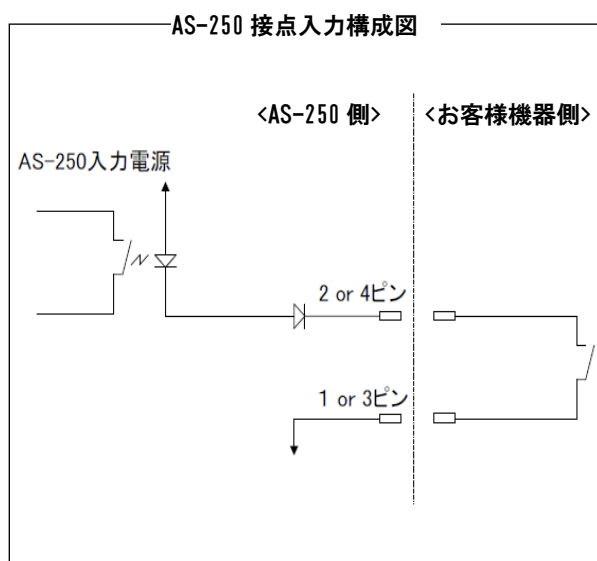 AS-250 接点入力構成図
<AS-250 側>
<お客様機器側>
AS-250入力電源
2 or 4ピン
1 or 3ピン